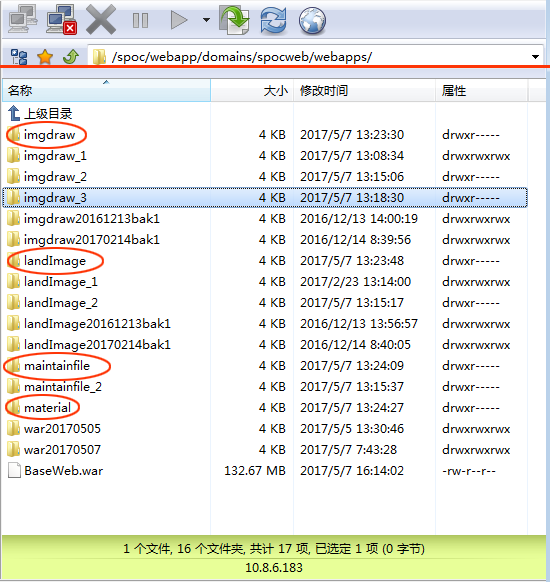 /spoc/webapp/domains/spocweb/webapps/
名称 大小 修改时间 属性
上级目录
imgdraw 4 KB 2017/5/7 13:23:30 drwxr-----
imgdraw_1 4 KB 2017/5/7 13:08:34 drwxrwxrwx
imgdraw_2 4 KB 2017/5/7 13:15:06 drwxr-----
imgdraw_3 4 KB 2017/5/7 13:18:30 drwxr-----
imgdraw20161213bak1 4 KB 2016/12/13 14:00:19 drwxrwxrwx
imgdraw20170214bak1 4 KB 2016/12/14 8:39:56 drwxrwxrwx
landImage 4 KB 2017/5/7 13:23:48 drwxr-----
landImage_1 4 KB 2017/2/23 13:14:00 drwxrwxrwx
landImage_2 4 KB 2017/5/7 13:15:17 drwxr-----
landImage20161213bak1 4 KB 2016/12/13 13:56:57 drwxrwxrwx
landImage20170214bak1 4 KB 2016/12/14 8:40:05 drwxrwxrwx
maintainfile 4 KB 2017/5/7 13:24:09 drwxr-----
maintainfile_2 4 KB 2017/5/7 13:15:37 drwxr-----
material 4 KB 2017/5/7 13:24:27 drwxr-----
war20170505 4 KB 2017/5/5 13:30:46 drwxrwxrwx
war20170507 4 KB 2017/5/7 7:43:28 drwxrwxrwx
BaseWeb.war 132.67 MB 2017/5/7 16:14:02 -rw-r--r--
1 个文件, 16 个文件夹, 共计 17 项, 已选定 1 项 (0 字节)
10.8.6.183